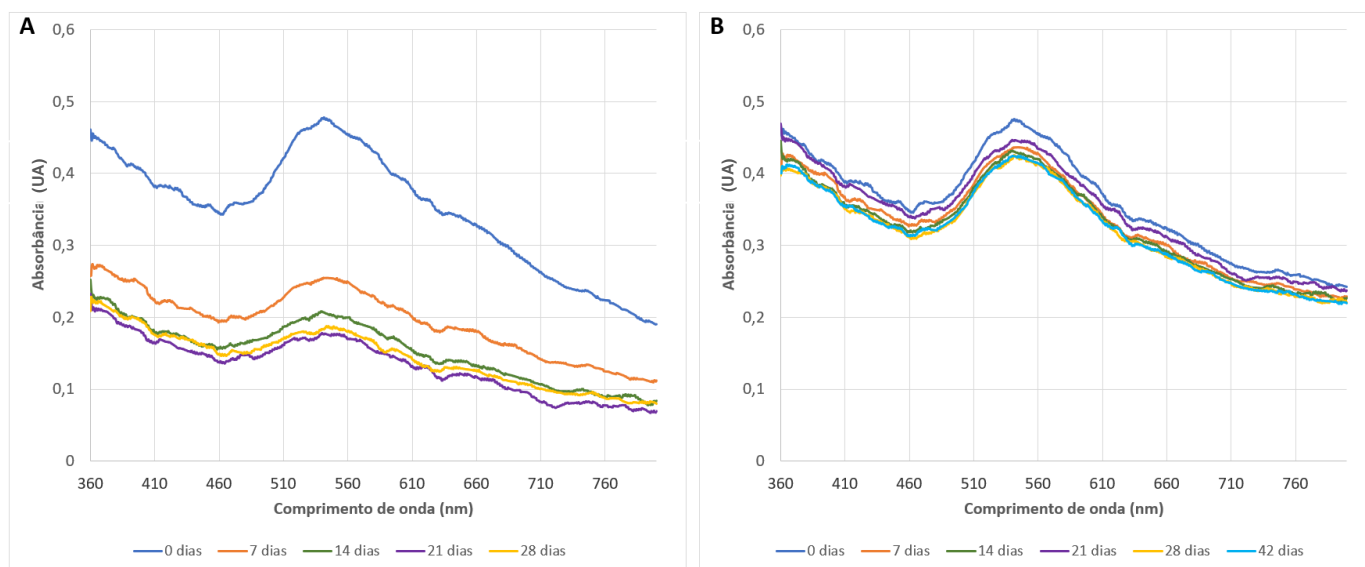 A
0,6
0,5
0,4
0,3
0,2
0,1
0
Absorbância (UA)
360 410 460 510 560 610 660 710 760
Comprimento de onda (nm)
0 dias 7 dias 14 dias 21 dias 28 dias
B
0,6
0,5
0,4
0,3
0,2
0,1
0
Absorbância (UA)
360 410 460 510 560 610 660 710 760
Comprimento de onda (nm)
0 dias 7 dias 14 dias 21 dias 28 dias 42 dias